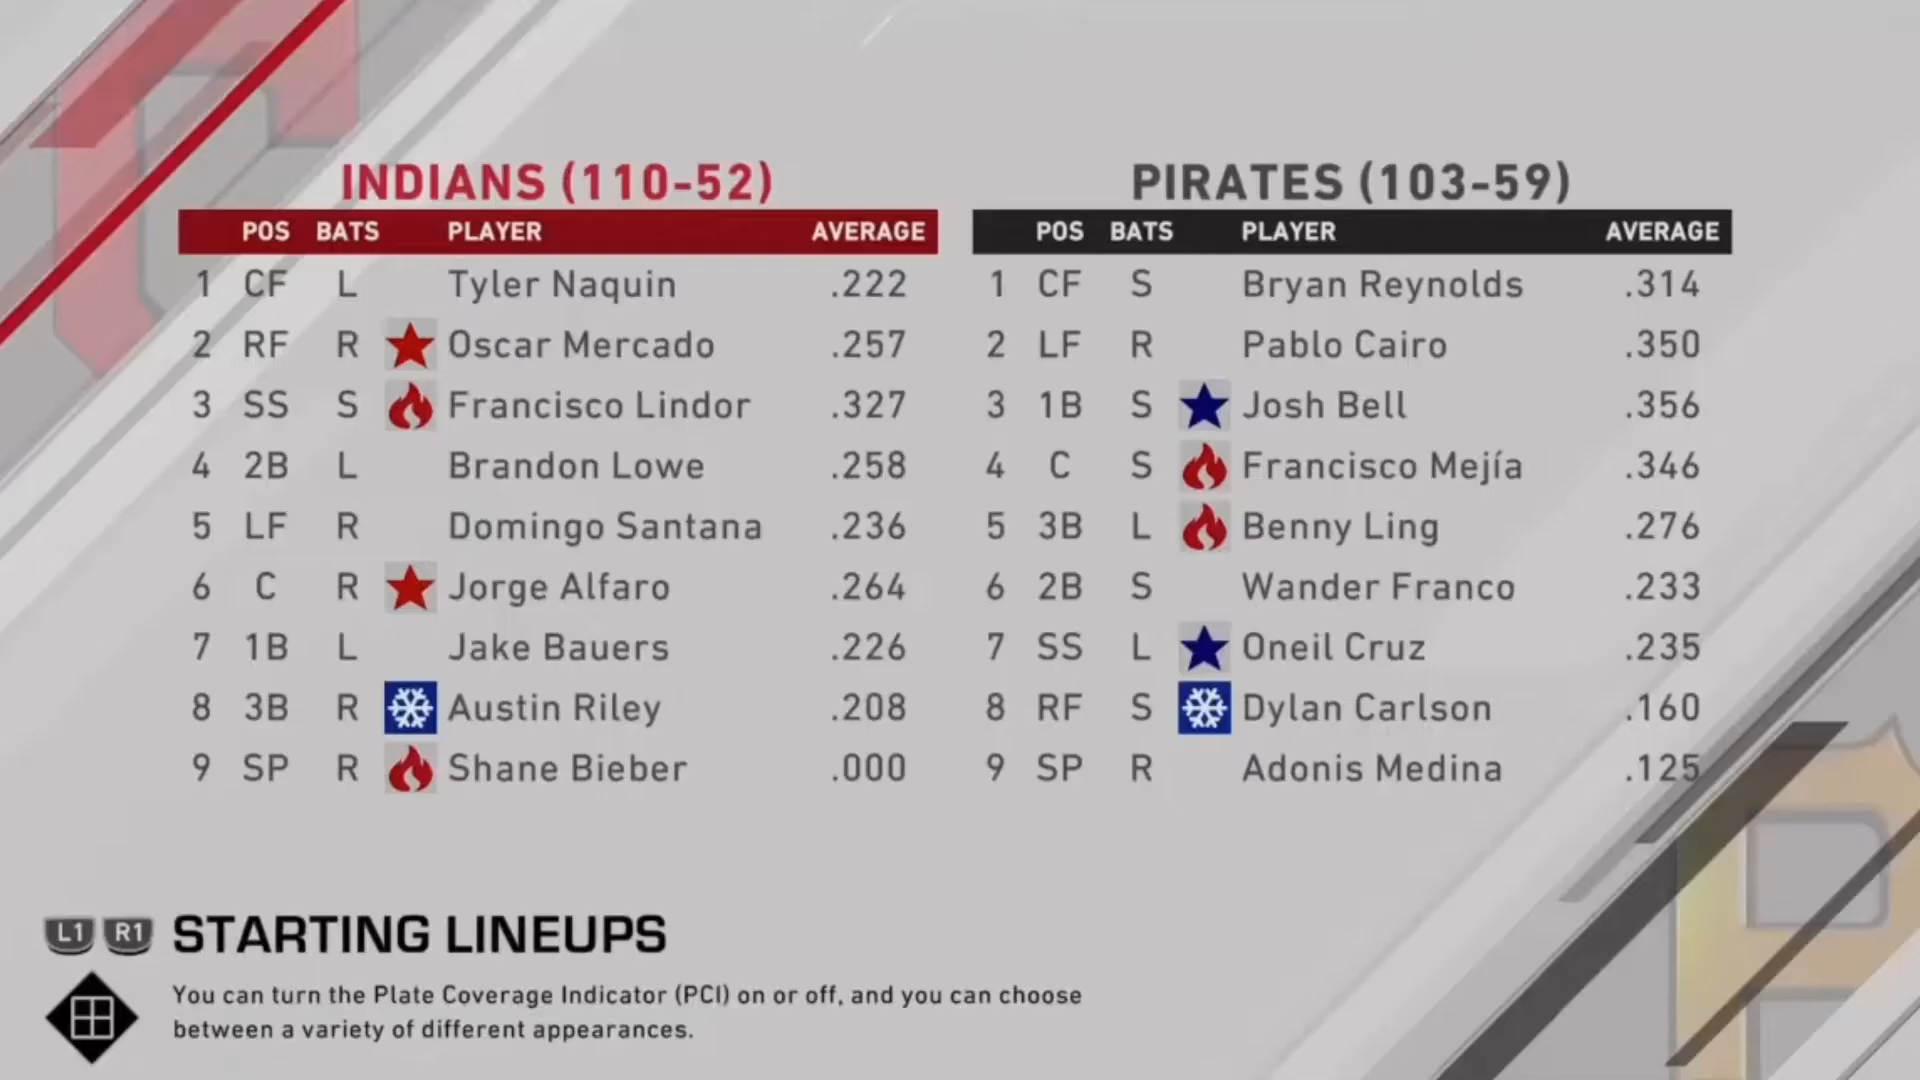 INDIANS (110-52)
POS BATS PLAYER AVERAGE
1 CF L Tyler Naquin .222
2 RF R Oscar Mercado .257
3 SS S Francisco Lindor .327
4 2B L Brandon Lowe .258
5 LF R Domingo Santana .236
6 C R Jorge Alfaro .264
7 1B L Jake Bauers .226
8 3B R Austin Riley .208
9 SP R Shane Bieber .000
PIRATES (103-59)
POS BATS PLAYER AVERAGE
1 CF S Bryan Reynolds .314
2 LF R Pablo Cairo .350
3 1B S Josh Bell .356
4 C S Francisco Mejía .346
5 3B L Benny Ling .276
6 2B S Wander Franco .233
7 SS L Oneil Cruz .235
8 RF S Dylan Carlson .160
9 SP R Adonis Medina .125
L1 R1 STARTING LINEUPS
You can turn the Plate Coverage Indicator (PCI) on or off, and you can choose
between a variety of different appearances.